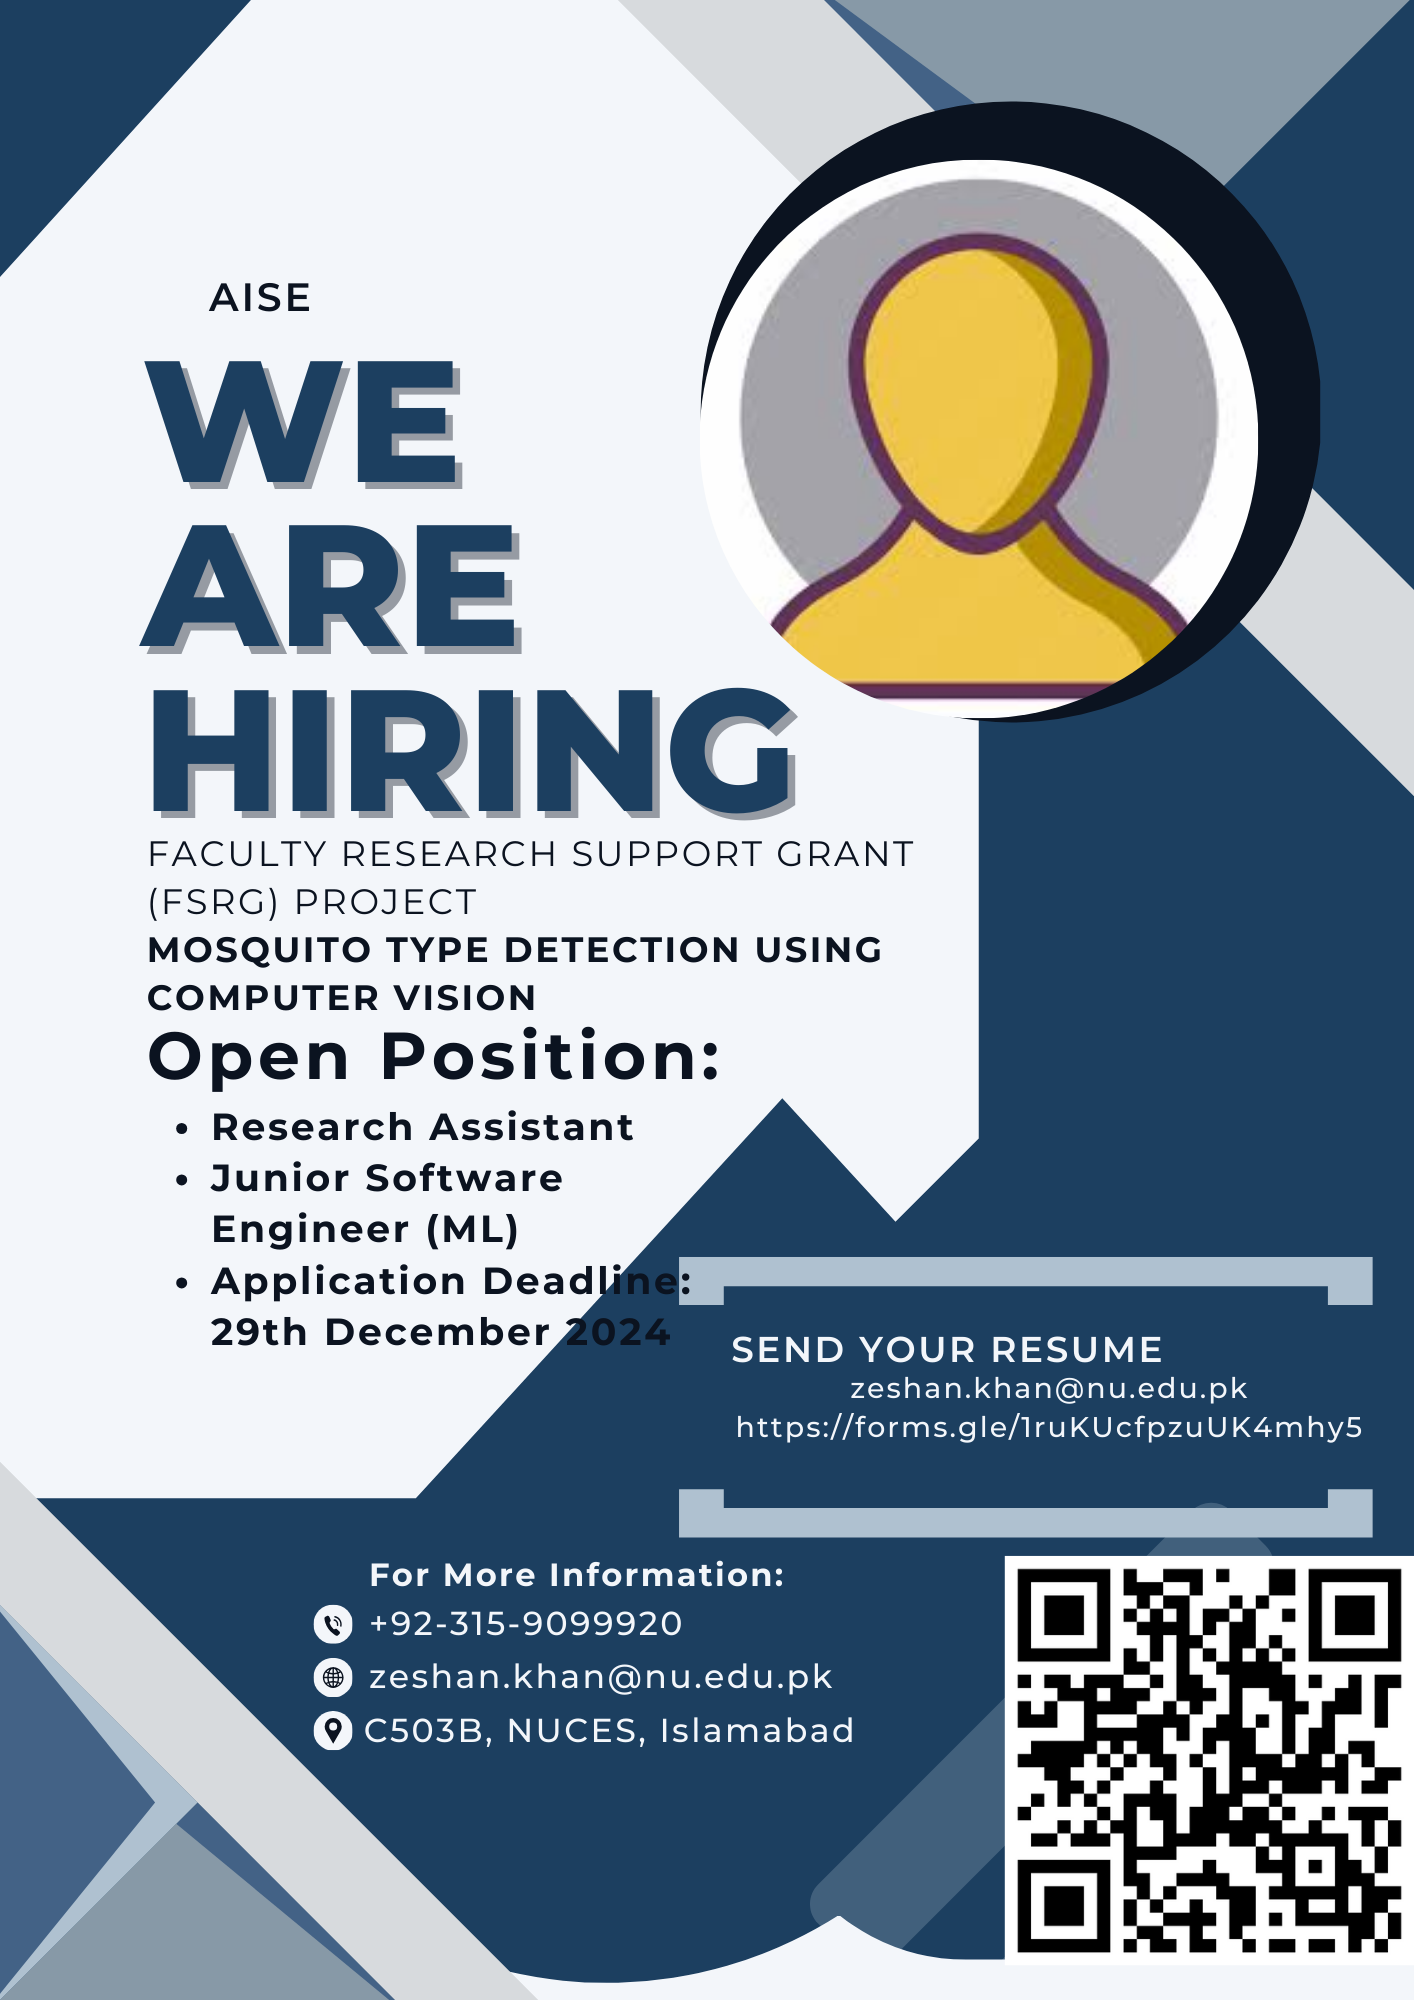 AISE
WE
ARE
HIRING
FACULTY RESEARCH SUPPORT GRANT
(FSRG) PROJECT
MOSQUITO TYPE DETECTION USING
COMPUTER VISION
Open Position:
• Research Assistant
• Junior Software
Engineer (ML)
• Application Deadline:
29th December 2024
SEND YOUR RESUME
zeshan.khan@nu.edu.pk
https://forms.gle/1ruKUcfpzuUK4mhy5
For More Information:
+92-315-9099920
zeshan.khan@nu.edu.pk
C503B, NUCES, Islamabad